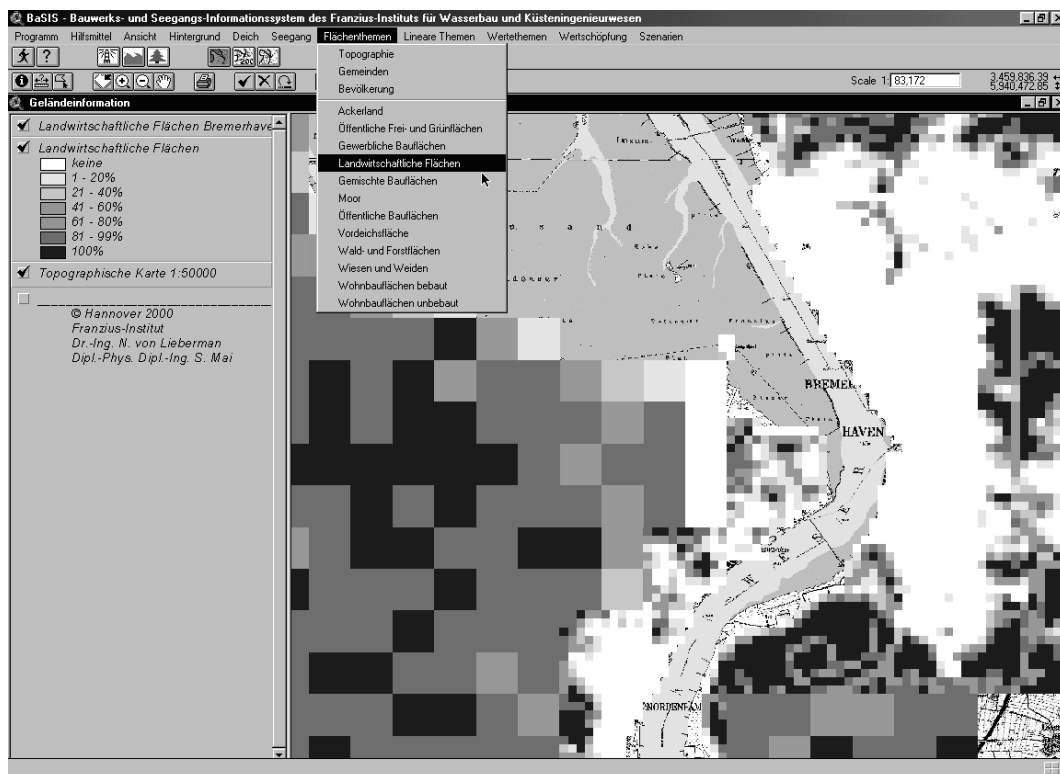 BaSIS - Bauwerks- und Seegangs-Informationssystem des Franzius-Instituts für Wasserbau und Küsteningenieurwesen
Programm Hilfsmittel Ansicht Hintergrund Deich Seegang Flächenthemen Lineare Themen Wertethemen Wertschöpfung Szenarien
Scale 1: 83,172
3.459.836.39
5,940,472.85
Topographie
Gemeinden
Bevölkerung
Ackerland
Öffentliche Frei- und Grünflächen
Gewerbliche Bauflächen
Landwirtschaftliche Flächen
Gemischte Bauflächen
Moor
Öffentliche Bauflächen
Vordeichsfläche
Wald- und Forstflächen
Wiesen und Weiden
Wohnbauflächen bebaut
Wohnbauflächen unbebaut
Geländeinformation
Landwirtschaftliche Flächen Bremerhave
Landwirtschaftliche Flächen
keine
1 - 20%
21 - 40%
41 - 60%
61 - 80%
81 - 99%
100%
Topographische Karte 1:50000
© Hannover 2000
Franzius-Institut
Dr.-Ing. N. von Lieberman
Dipl.-Phys. Dipl.-Ing. S. Mai
s a n d
BREMER
HAVEN
WESER
NORDENHAM